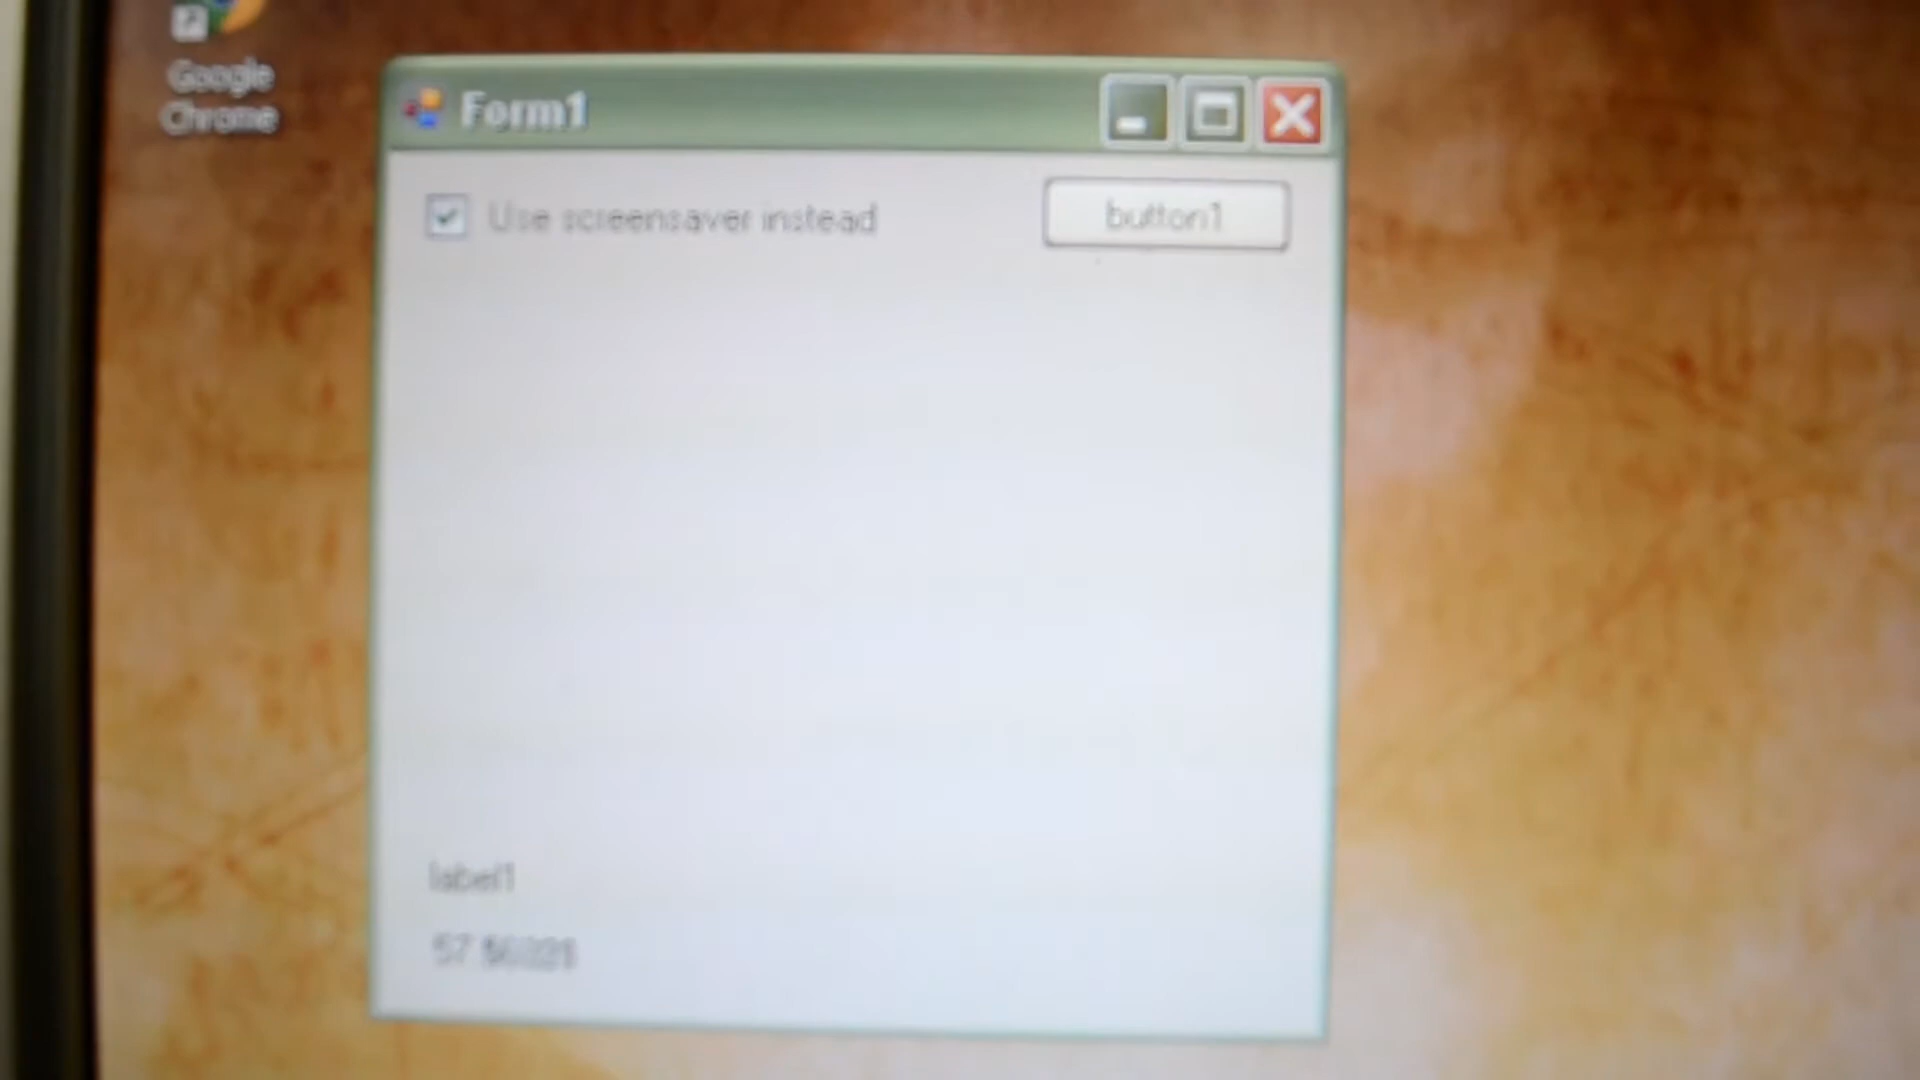 Google
Chrome
Form1
Use screensaver instead
button1
label1